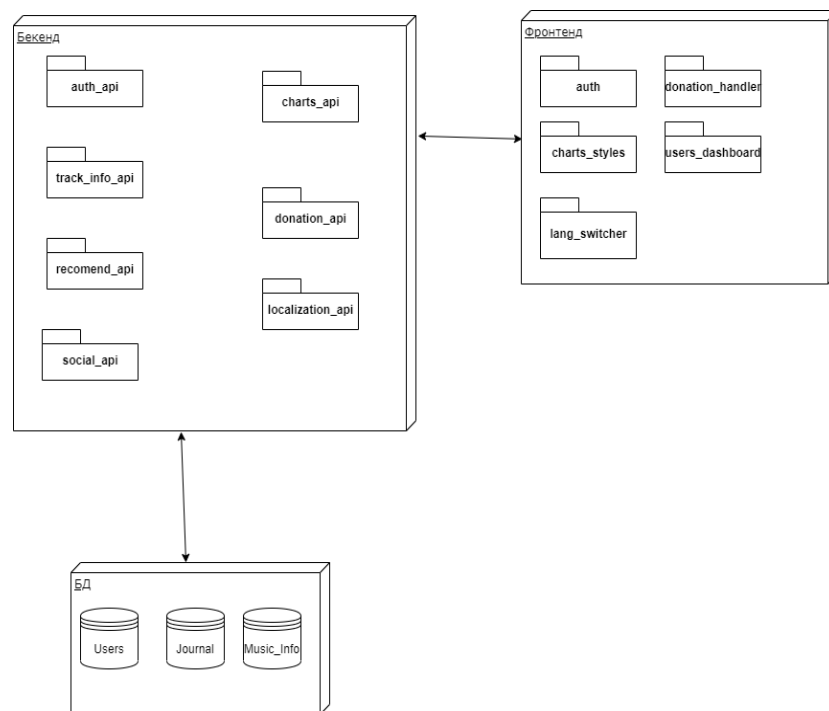 Бекенд
auth_api
charts_api
track_info_api
donation_api
recomend_api
localization_api
social_api
Фронтенд
auth
donation_handler
charts_styles
users_dashboard
lang_switcher
БД
Users
Journal
Music_Info